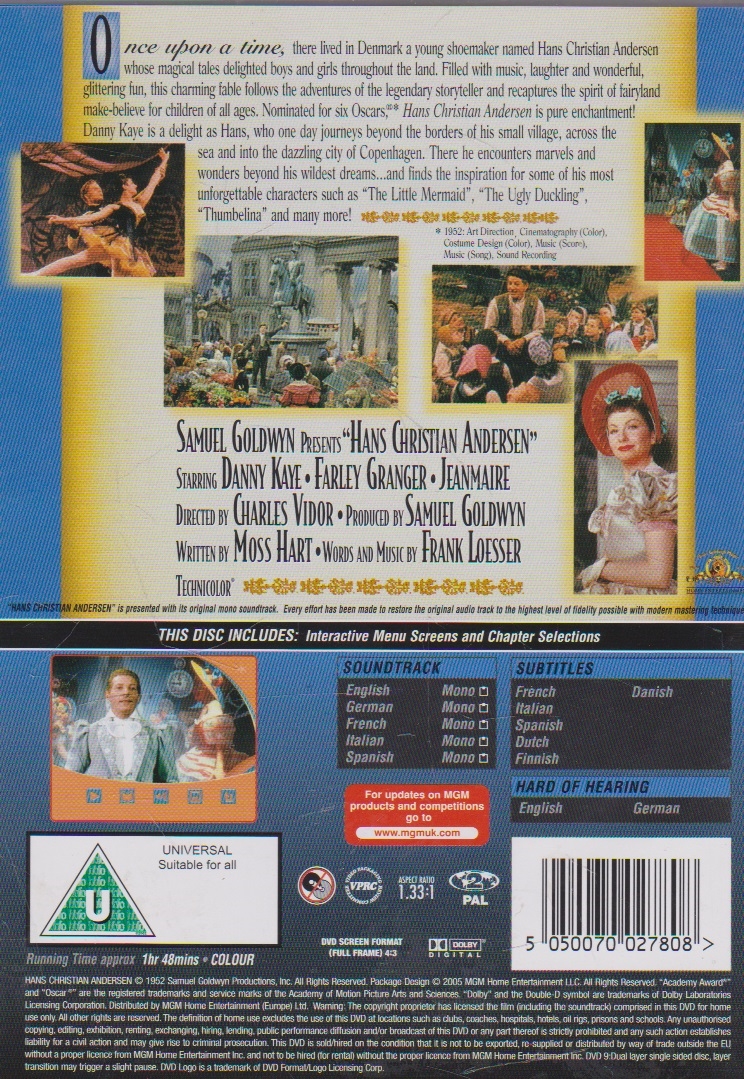 Once upon a time, there lived in Denmark a young shoemaker named Hans Christian Andersen
whose magical tales delighted boys and girls throughout the land. Filled with music, laughter and wonderful,
glittering fun, this charming fable follows the adventures of the legendary storyteller and recaptures the spirit of fairyland
make-believe for children of all ages. Nominated for six Oscars,®* Hans Christian Andersen is pure enchantment!
Danny Kaye is a delight as Hans, who one day journeys beyond the borders of his small village, across the
sea and into the dazzling city of Copenhagen. There he encounters marvels and
wonders beyond his wildest dreams...and finds the inspiration for some of his most
unforgettable characters such as "The Little Mermaid", "The Ugly Duckling",
"Thumbelina" and many more!
* 1952: Art Direction, Cinematography (Color),
Costume Design (Color), Music (Score),
Music (Song), Sound Recording
SAMUEL GOLDWYN PRESENTS "HANS CHRISTIAN ANDERSEN"
STARRING DANNY KAYE • FARLEY GRANGER • JEANMAIRE
DIRECTED BY CHARLES VIDOR • PRODUCED BY SAMUEL GOLDWYN
WRITTEN BY MOSS HART • WORDS AND MUSIC BY FRANK LOESSER
TECHNICOLOR®
"HANS CHRISTIAN ANDERSEN" is presented with its original mono soundtrack. Every effort has been made to restore the original audio track to the highest level of fidelity possible with modern mastering technique
THIS DISC INCLUDES: Interactive Menu Screens and Chapter Selections
SOUNDTRACK
English Mono
German Mono
French Mono
Italian Mono
Spanish Mono
SUBTITLES
French Danish
Italian
Spanish
Dutch
Finnish
HARD OF HEARING
English German
For updates on MGM
products and competitions
go to
www.mgmuk.com
UNIVERSAL
Suitable for all
U
Running Time approx 1hr 48mins • COLOUR
VPRC
ASPECT RATIO
1.33:1
2
PAL
DVD SCREEN FORMAT
(FULL FRAME) 4:3
DOLBY
DIGITAL
5 050070 027808 >
HANS CHRISTIAN ANDERSEN © 1952 Samuel Goldwyn Productions, Inc. All Rights Reserved. Package Design © 2005 MGM Home Entertainment LLC. All Rights Reserved. "Academy Award®"
and "Oscar®" are the registered trademarks and service marks of the Academy of Motion Picture Arts and Sciences. "Dolby" and the Double-D symbol are trademarks of Dolby Laboratories
Licensing Corporation. Distributed by MGM Home Entertainment (Europe) Ltd. Warning: The copyright proprietor has licensed the film (including the soundtrack) comprised in this DVD for home
use only. All other rights are reserved. The definition of home use excludes the use of this DVD at locations such as clubs, coaches, hospitals, hotels, oil rigs, prisons and schools. Any unauthorised
copying, editing, exhibition, renting, exchanging, hiring, lending, public performance diffusion and/or broadcast of this DVD or any part thereof is strictly prohibited and any such action establishes
liability for a civil action and may give rise to criminal prosecution. This DVD is sold/hired on the condition that it is not to be exported, re-supplied or distributed by way of trade outside the EU
without a proper licence from MGM Home Entertainment Inc. and not to be hired (for rental) without the proper licence from MGM Home Entertainment Inc. DVD 9:Dual layer single sided disc, layer
transition may trigger a slight pause. DVD Logo is a trademark of DVD Format/Logo Licensing Corp.